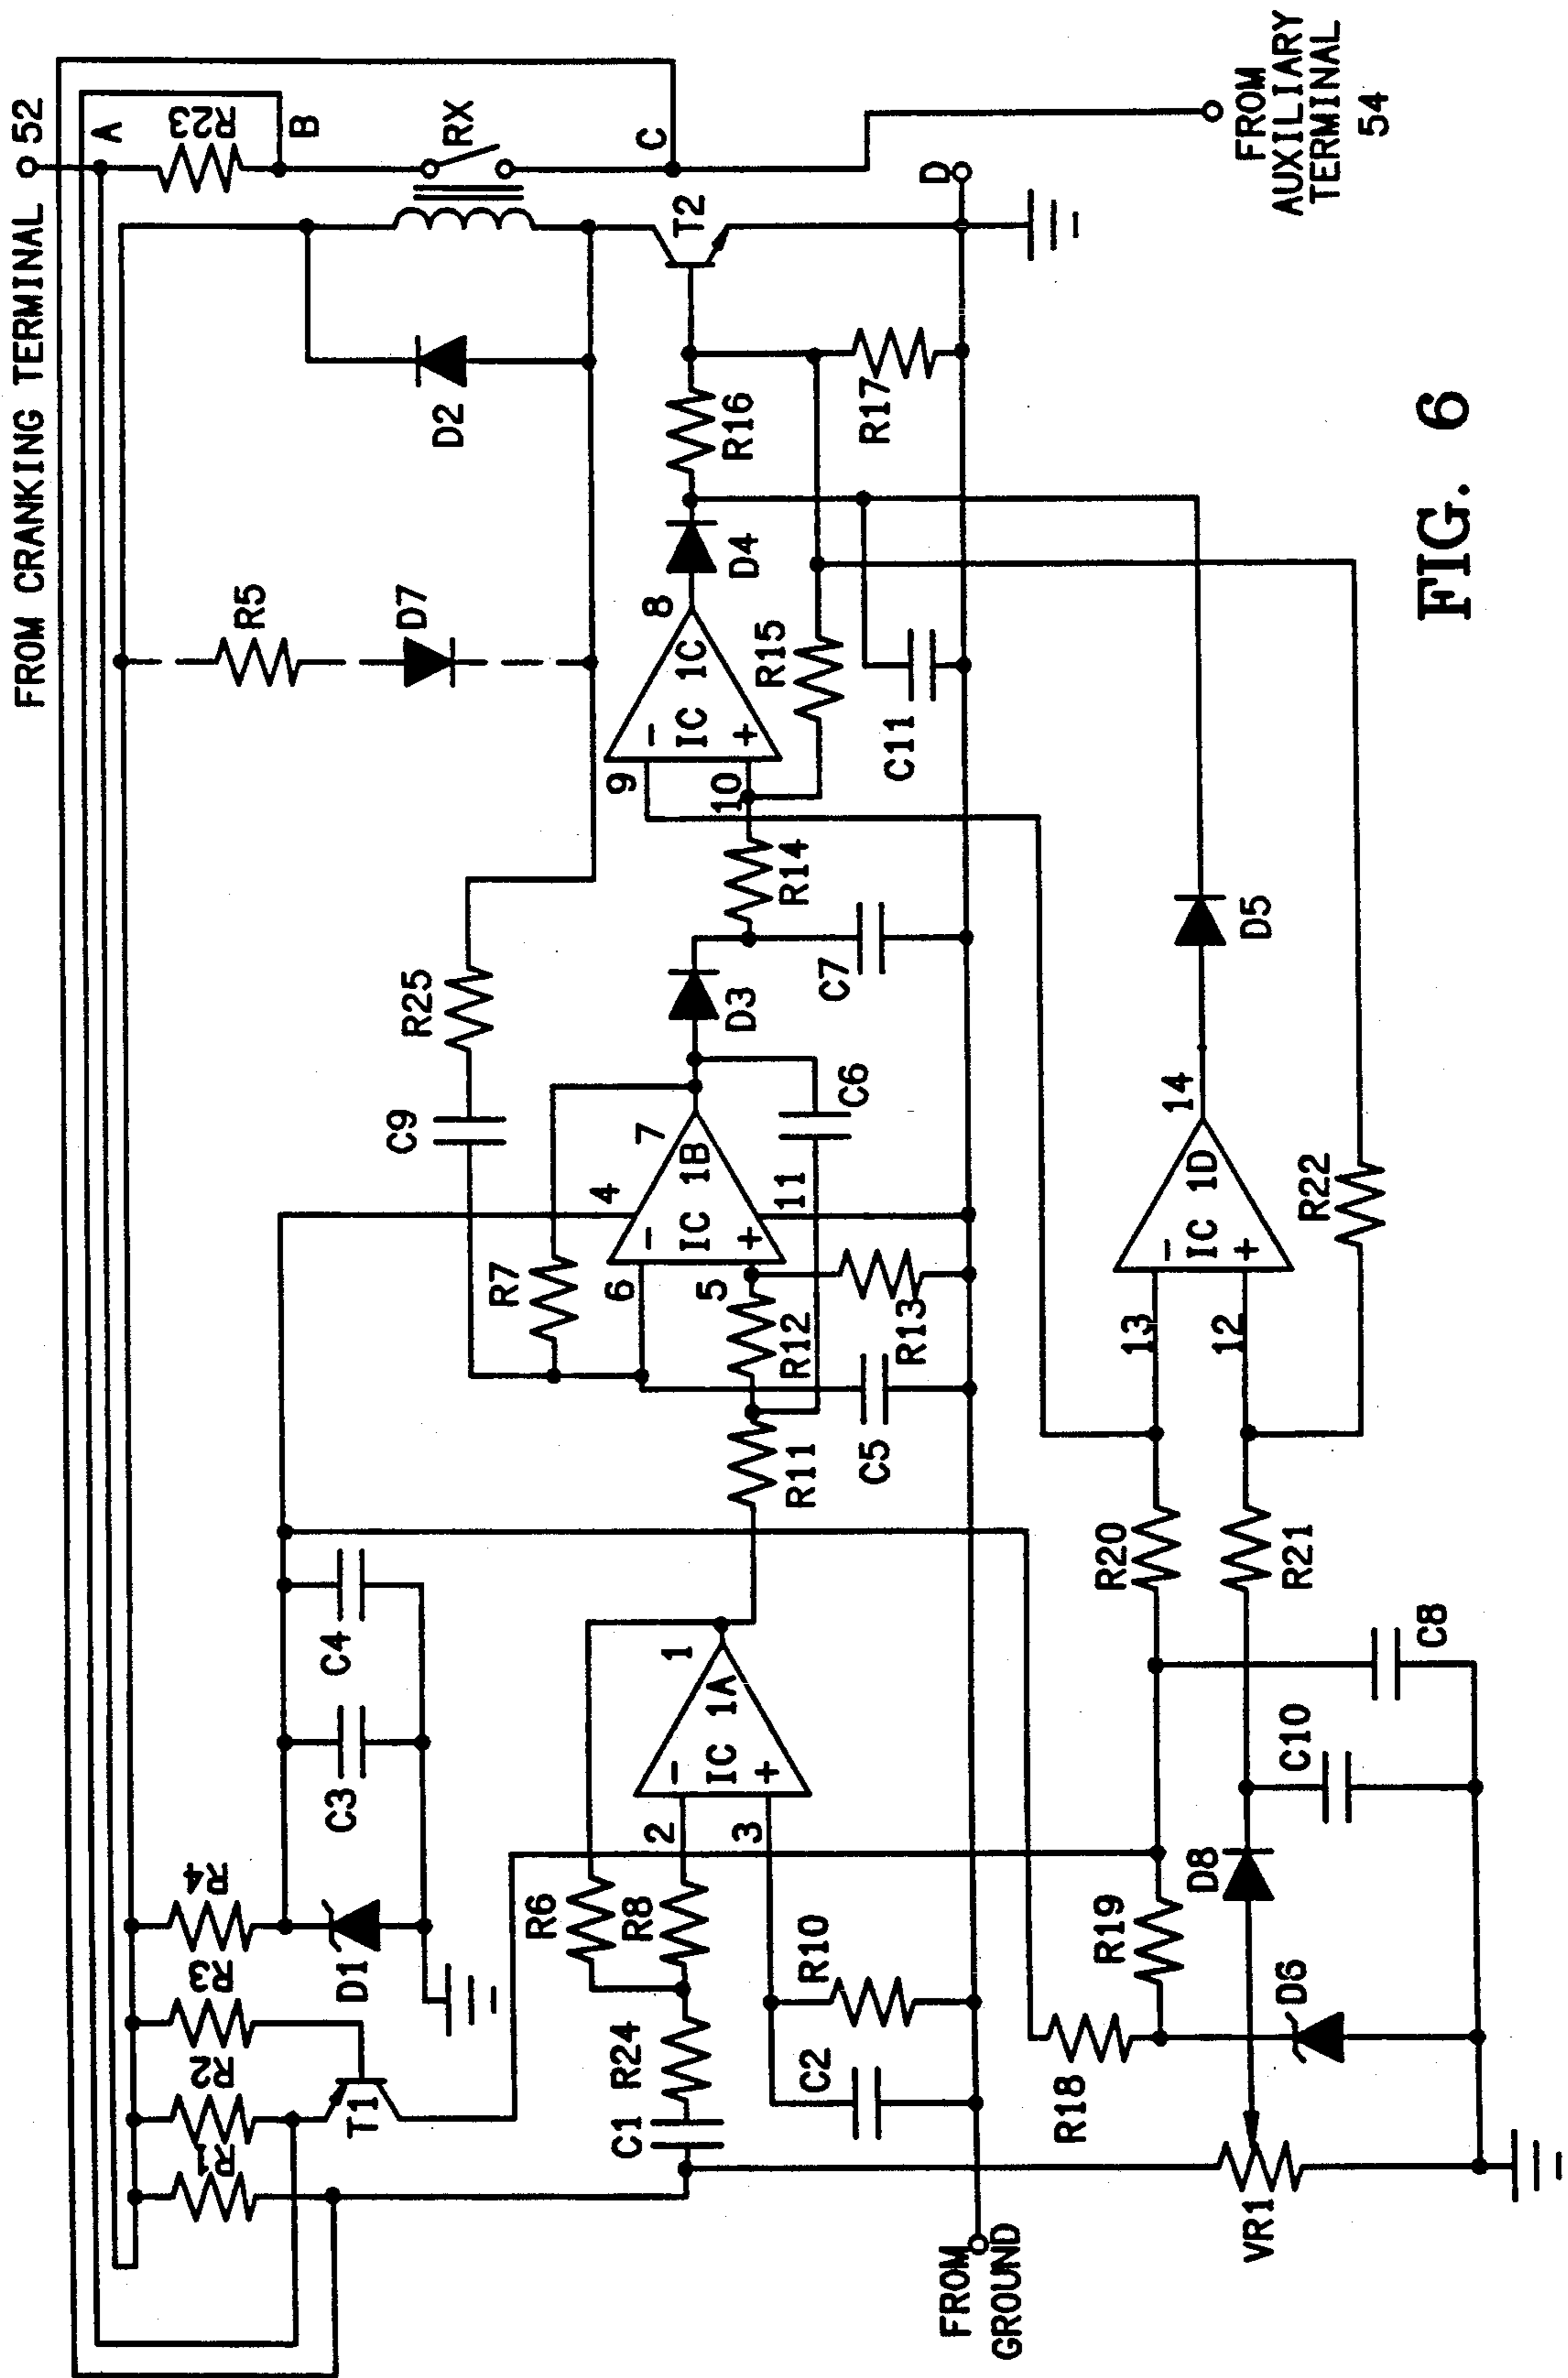 FROM CRANKING TERMINAL
52
A
R23
B
RX
C
R5
D7
D2
T2
D
R4
R3
R2
R1
D1
T1
C3
C4
C9
R25
R7
4
6
5
7
IC 1B
-
+
11
R12
R13
C5
C6
D3
C7
R14
9
10
8
IC 1C
-
+
D4
R15
R16
R17
C11
R6
R8
R24
C1
2
3
1
IC 1A
-
+
R11
R10
C2
FROM
GROUND
R18
R19
R20
R21
D6
D8
VR1
C10
C8
13
12
14
IC 1D
-
+
R22
D5
FROM
AUXILIARY
TERMINAL
54
FIG. 6